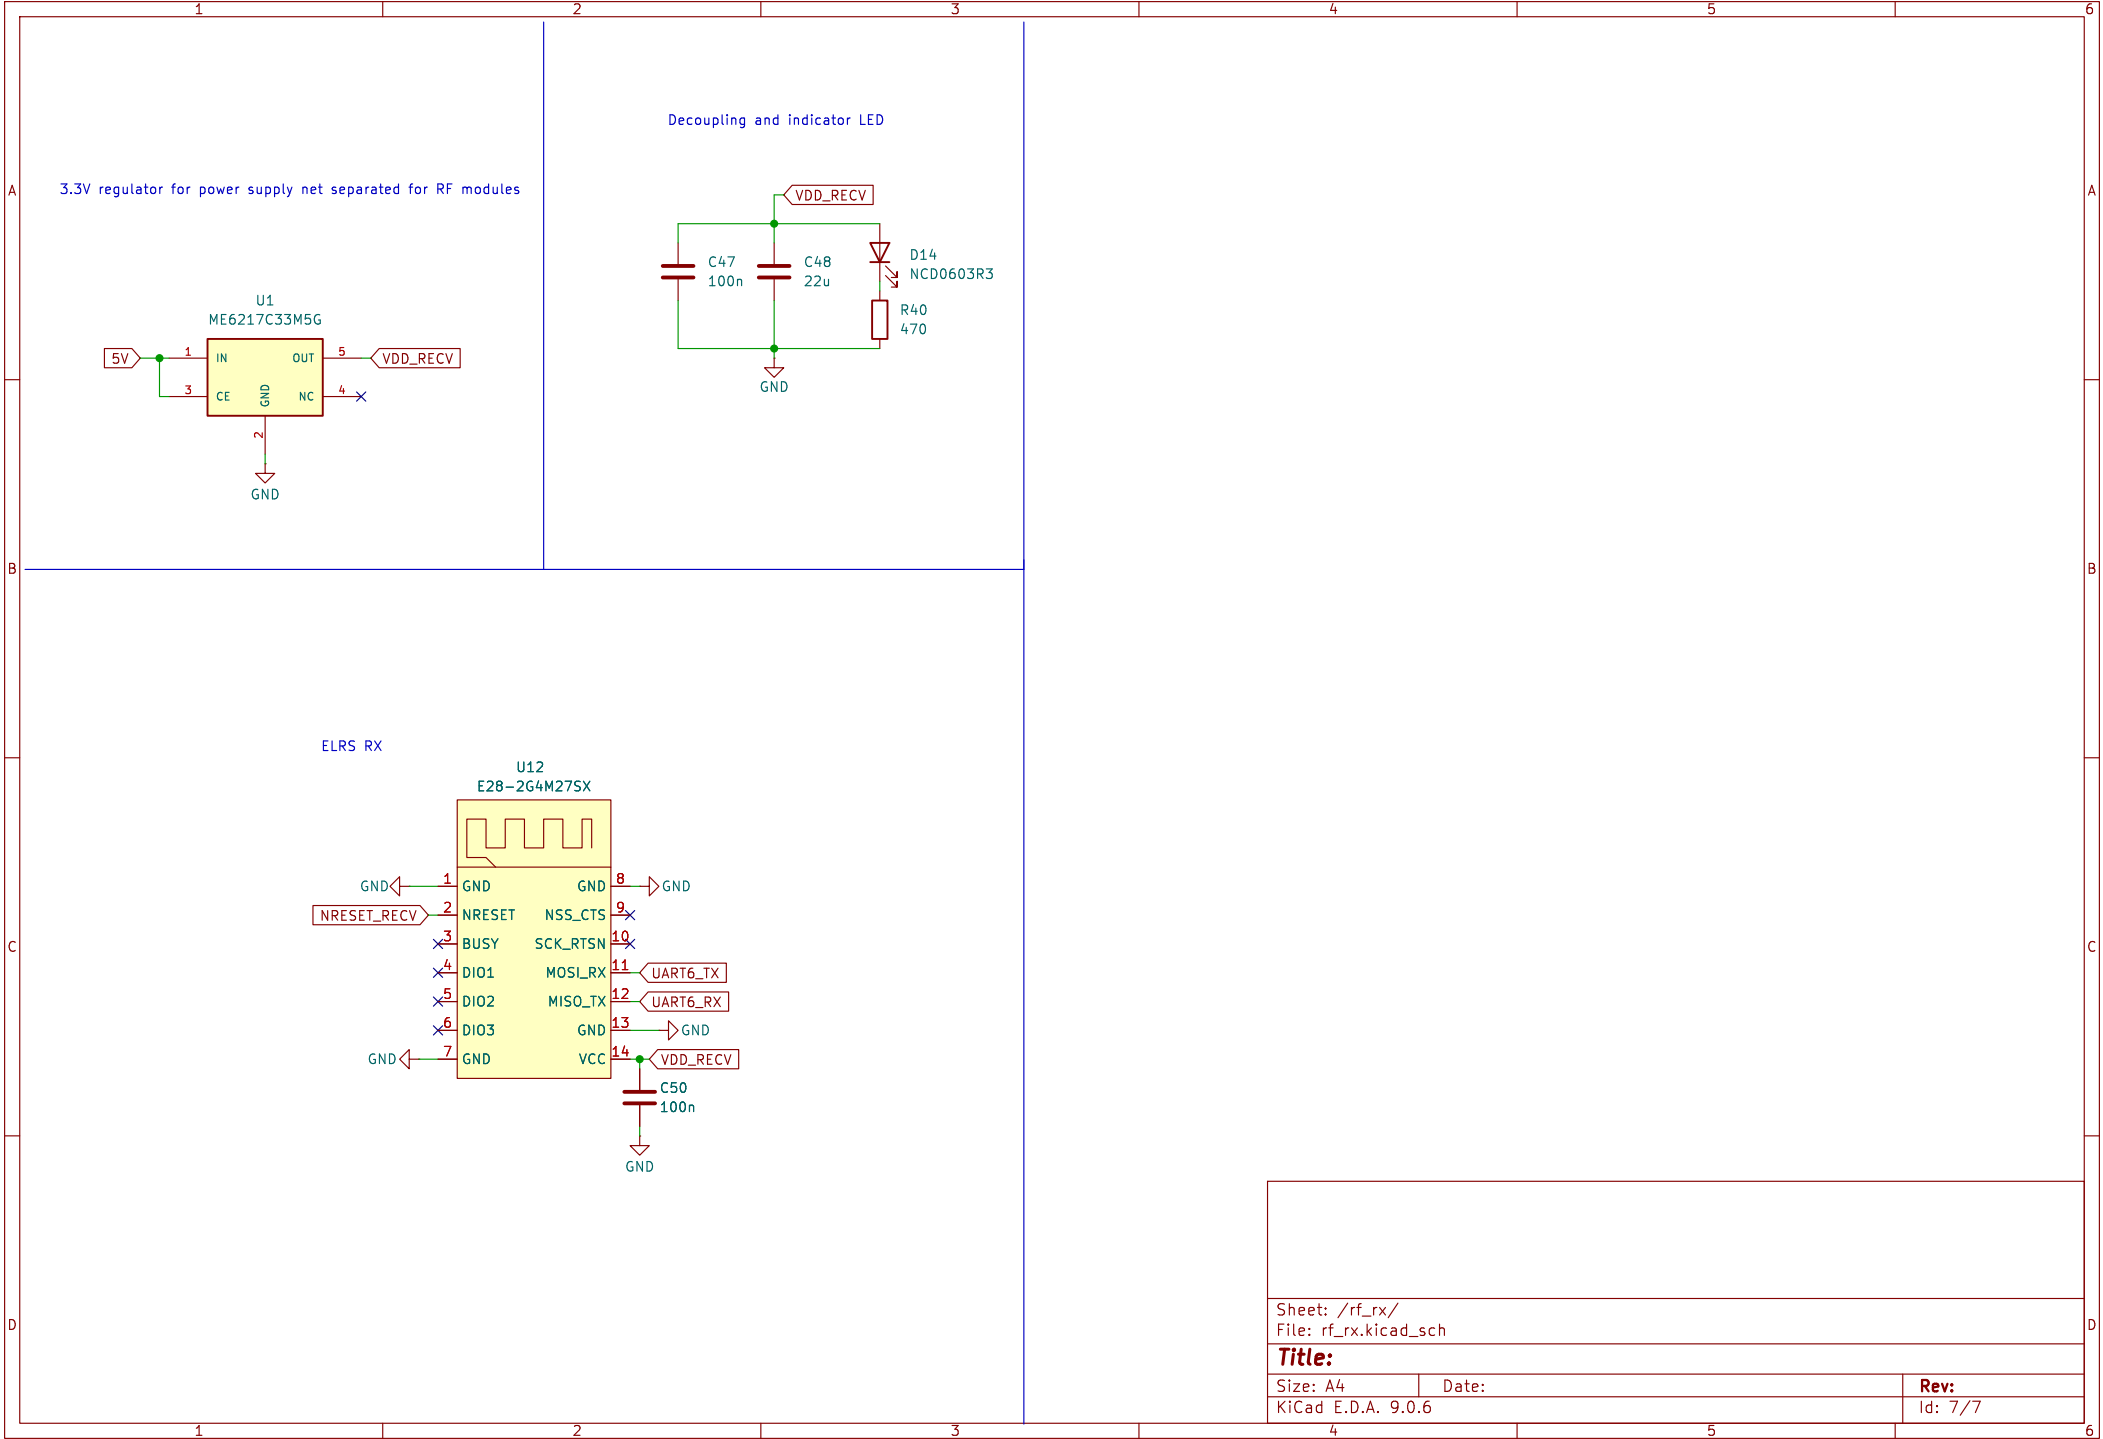 1 2 3 4 5 6
A
B
C
D
A
B
C
D
3.3V regulator for power supply net separated for RF modules
U1
ME6217C33M5G
5V
1
IN
OUT
5
VDD_RECV
3
CE
GND
NC
4
2
GND
Decoupling and indicator LED
VDD_RECV
C47
100n
C48
22u
D14
NCD0603R3
R40
470
GND
ELRS RX
U12
E28-2G4M27SX
GND
1
GND
GND
8
GND
NRESET_RECV
2
NRESET
NSS_CTS
9
3
BUSY
SCK_RTSN
10
4
DIO1
MOSI_RX
11
UART6_TX
5
DIO2
MISO_TX
12
UART6_RX
6
DIO3
GND
13
GND
GND
7
GND
VCC
14
VDD_RECV
C50
100n
GND
Sheet: /rf_rx/
File: rf_rx.kicad_sch
Title:
Size: A4
Date:
Rev:
KiCad E.D.A. 9.0.6
Id: 7/7
1 2 3 4 5 6